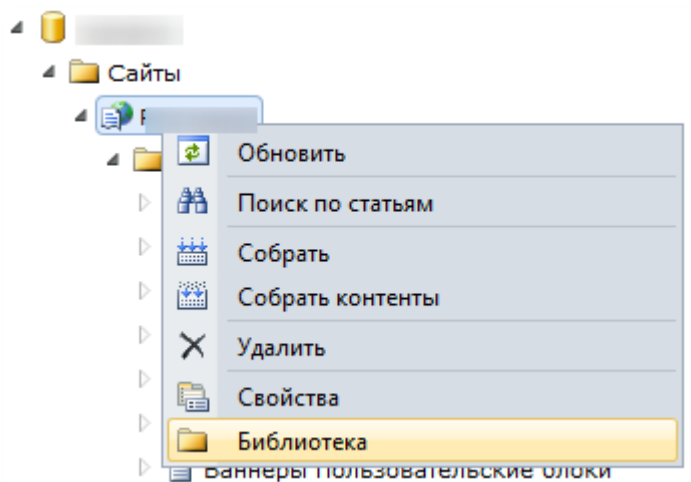 Сайты
Обновить
Поиск по статьям
Собрать
Собрать контенты
Удалить
Свойства
Библиотека
Баннеры Пользовательские блоки